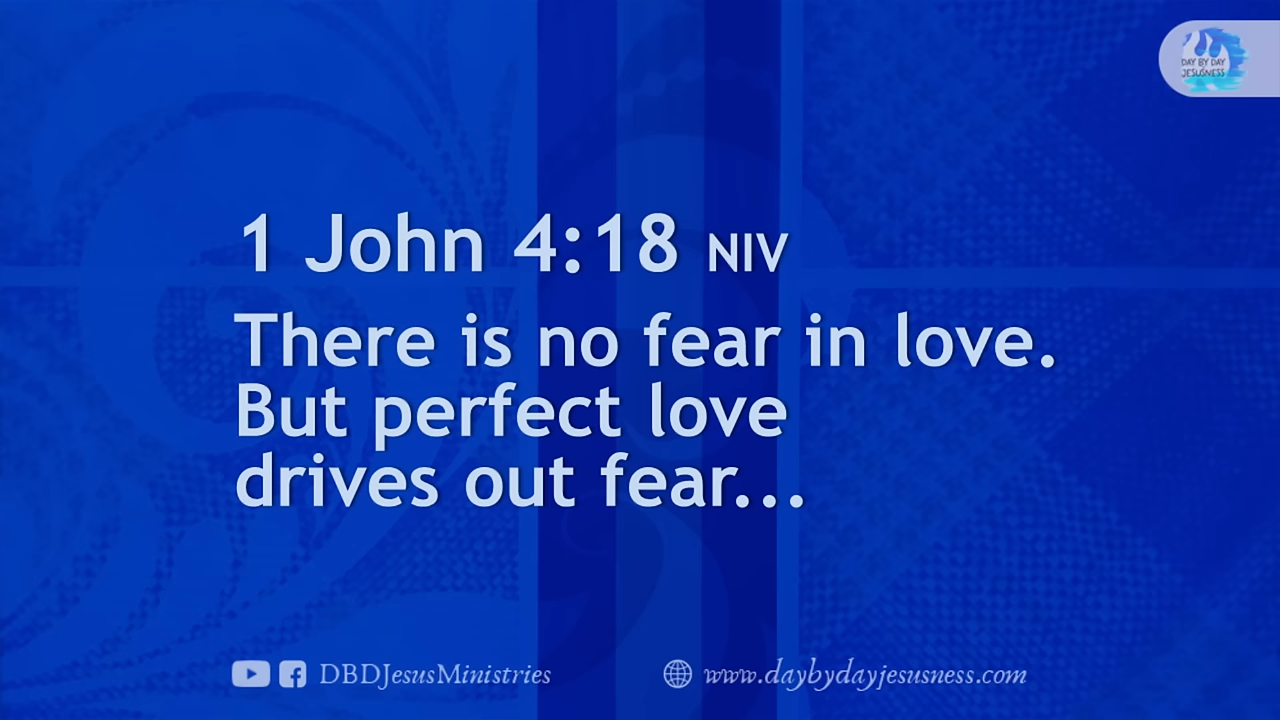 DAY BY DAY
JESUSNESS
1 John 4:18 NIV
There is no fear in love.
But perfect love
drives out fear...
DBDJesusMinistries
www.daybydayjesusness.com